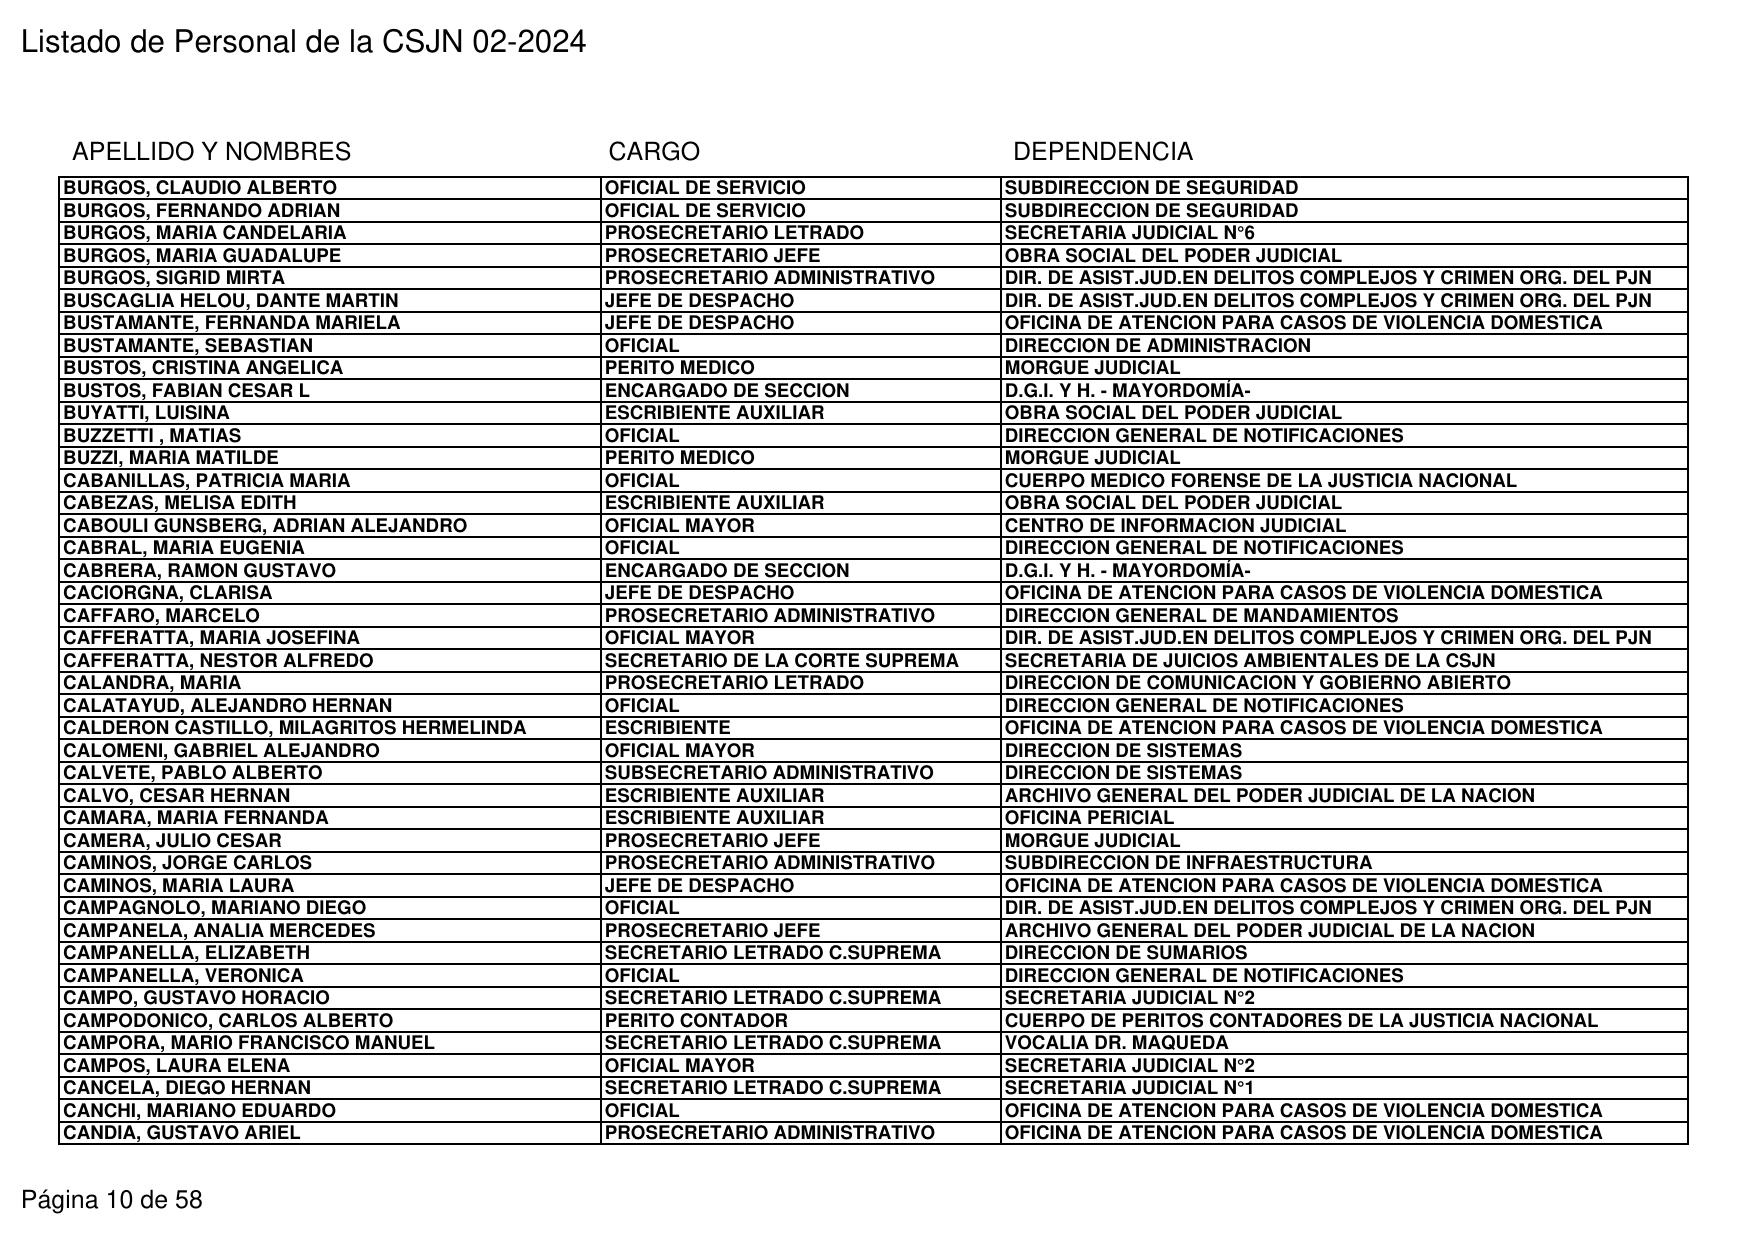 Listado de Personal de la CSJN 02-2024
APELLIDO Y NOMBRES CARGO DEPENDENCIA
BURGOS, CLAUDIO ALBERTO OFICIAL DE SERVICIO SUBDIRECCION DE SEGURIDAD
BURGOS, FERNANDO ADRIAN OFICIAL DE SERVICIO SUBDIRECCION DE SEGURIDAD
BURGOS, MARIA CANDELARIA PROSECRETARIO LETRADO SECRETARIA JUDICIAL N°6
BURGOS, MARIA GUADALUPE PROSECRETARIO JEFE OBRA SOCIAL DEL PODER JUDICIAL
BURGOS, SIGRID MIRTA PROSECRETARIO ADMINISTRATIVO DIR. DE ASIST.JUD.EN DELITOS COMPLEJOS Y CRIMEN ORG. DEL PJN
BUSCAGLIA HELOU, DANTE MARTIN JEFE DE DESPACHO DIR. DE ASIST.JUD.EN DELITOS COMPLEJOS Y CRIMEN ORG. DEL PJN
BUSTAMANTE, FERNANDA MARIELA JEFE DE DESPACHO OFICINA DE ATENCION PARA CASOS DE VIOLENCIA DOMESTICA
BUSTAMANTE, SEBASTIAN OFICIAL DIRECCION DE ADMINISTRACION
BUSTOS, CRISTINA ANGELICA PERITO MEDICO MORGUE JUDICIAL
BUSTOS, FABIAN CESAR L ENCARGADO DE SECCION D.G.I. Y H. - MAYORDOMÍA-
BUYATTI, LUISINA ESCRIBIENTE AUXILIAR OBRA SOCIAL DEL PODER JUDICIAL
BUZZETTI , MATIAS OFICIAL DIRECCION GENERAL DE NOTIFICACIONES
BUZZI, MARIA MATILDE PERITO MEDICO MORGUE JUDICIAL
CABANILLAS, PATRICIA MARIA OFICIAL CUERPO MEDICO FORENSE DE LA JUSTICIA NACIONAL
CABEZAS, MELISA EDITH ESCRIBIENTE AUXILIAR OBRA SOCIAL DEL PODER JUDICIAL
CABOULI GUNSBERG, ADRIAN ALEJANDRO OFICIAL MAYOR CENTRO DE INFORMACION JUDICIAL
CABRAL, MARIA EUGENIA OFICIAL DIRECCION GENERAL DE NOTIFICACIONES
CABRERA, RAMON GUSTAVO ENCARGADO DE SECCION D.G.I. Y H. - MAYORDOMÍA-
CACIORGNA, CLARISA JEFE DE DESPACHO OFICINA DE ATENCION PARA CASOS DE VIOLENCIA DOMESTICA
CAFFARO, MARCELO PROSECRETARIO ADMINISTRATIVO DIRECCION GENERAL DE MANDAMIENTOS
CAFFERATTA, MARIA JOSEFINA OFICIAL MAYOR DIR. DE ASIST.JUD.EN DELITOS COMPLEJOS Y CRIMEN ORG. DEL PJN
CAFFERATTA, NESTOR ALFREDO SECRETARIO DE LA CORTE SUPREMA SECRETARIA DE JUICIOS AMBIENTALES DE LA CSJN
CALANDRA, MARIA PROSECRETARIO LETRADO DIRECCION DE COMUNICACION Y GOBIERNO ABIERTO
CALATAYUD, ALEJANDRO HERNAN OFICIAL DIRECCION GENERAL DE NOTIFICACIONES
CALDERON CASTILLO, MILAGRITOS HERMELINDA ESCRIBIENTE OFICINA DE ATENCION PARA CASOS DE VIOLENCIA DOMESTICA
CALOMENI, GABRIEL ALEJANDRO OFICIAL MAYOR DIRECCION DE SISTEMAS
CALVETE, PABLO ALBERTO SUBSECRETARIO ADMINISTRATIVO DIRECCION DE SISTEMAS
CALVO, CESAR HERNAN ESCRIBIENTE AUXILIAR ARCHIVO GENERAL DEL PODER JUDICIAL DE LA NACION
CAMARA, MARIA FERNANDA ESCRIBIENTE AUXILIAR OFICINA PERICIAL
CAMERA, JULIO CESAR PROSECRETARIO JEFE MORGUE JUDICIAL
CAMINOS, JORGE CARLOS PROSECRETARIO ADMINISTRATIVO SUBDIRECCION DE INFRAESTRUCTURA
CAMINOS, MARIA LAURA JEFE DE DESPACHO OFICINA DE ATENCION PARA CASOS DE VIOLENCIA DOMESTICA
CAMPAGNOLO, MARIANO DIEGO OFICIAL DIR. DE ASIST.JUD.EN DELITOS COMPLEJOS Y CRIMEN ORG. DEL PJN
CAMPANELA, ANALIA MERCEDES PROSECRETARIO JEFE ARCHIVO GENERAL DEL PODER JUDICIAL DE LA NACION
CAMPANELLA, ELIZABETH SECRETARIO LETRADO C.SUPREMA DIRECCION DE SUMARIOS
CAMPANELLA, VERONICA OFICIAL DIRECCION GENERAL DE NOTIFICACIONES
CAMPO, GUSTAVO HORACIO SECRETARIO LETRADO C.SUPREMA SECRETARIA JUDICIAL N°2
CAMPODONICO, CARLOS ALBERTO PERITO CONTADOR CUERPO DE PERITOS CONTADORES DE LA JUSTICIA NACIONAL
CAMPORA, MARIO FRANCISCO MANUEL SECRETARIO LETRADO C.SUPREMA VOCALIA DR. MAQUEDA
CAMPOS, LAURA ELENA OFICIAL MAYOR SECRETARIA JUDICIAL N°2
CANCELA, DIEGO HERNAN SECRETARIO LETRADO C.SUPREMA SECRETARIA JUDICIAL N°1
CANCHI, MARIANO EDUARDO OFICIAL OFICINA DE ATENCION PARA CASOS DE VIOLENCIA DOMESTICA
CANDIA, GUSTAVO ARIEL PROSECRETARIO ADMINISTRATIVO OFICINA DE ATENCION PARA CASOS DE VIOLENCIA DOMESTICA
Página 10 de 58